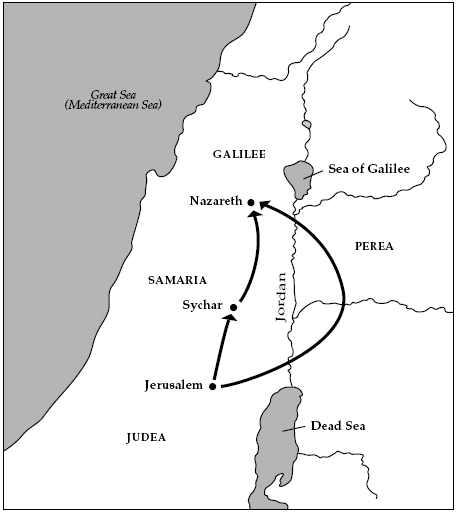 Great Sea
(Mediterranean Sea)
GALILEE
Sea of Galilee
Nazareth
PEREA
SAMARIA
Sychar
Jordan
Jerusalem
Dead Sea
JUDEA